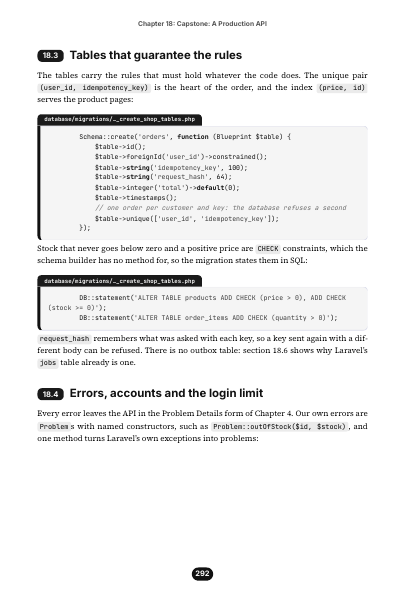 Chapter 18: Capstone: A Production API
18.3 Tables that guarantee the rules
The tables carry the rules that must hold whatever the code does. The unique pair
(user_id, idempotency_key) is the heart of the order, and the index (price, id)
serves the product pages:
database/migrations/…_create_shop_tables.php
Schema::create('orders', function (Blueprint $table) {
$table->id();
$table->foreignId('user_id')->constrained();
$table->string('idempotency_key', 100);
$table->string('request_hash', 64);
$table->integer('total')->default(0);
$table->timestamps();
// one order per customer and key: the database refuses a second
$table->unique(['user_id', 'idempotency_key']);
});
Stock that never goes below zero and a positive price are CHECK constraints, which the
schema builder has no method for, so the migration states them in SQL:
database/migrations/…_create_shop_tables.php
DB::statement('ALTER TABLE products ADD CHECK (price > 0), ADD CHECK
(stock >= 0)');
DB::statement('ALTER TABLE order_items ADD CHECK (quantity > 0)');
request_hash remembers what was asked with each key, so a key sent again with a dif-
ferent body can be refused. There is no outbox table: section 18.6 shows why Laravel’s
jobs table already is one.
18.4 Errors, accounts and the login limit
Every error leaves the API in the Problem Details form of Chapter 4. Our own errors are
Problem s with named constructors, such as Problem::outOfStock($id, $stock), and
one method turns Laravel’s own exceptions into problems:
292